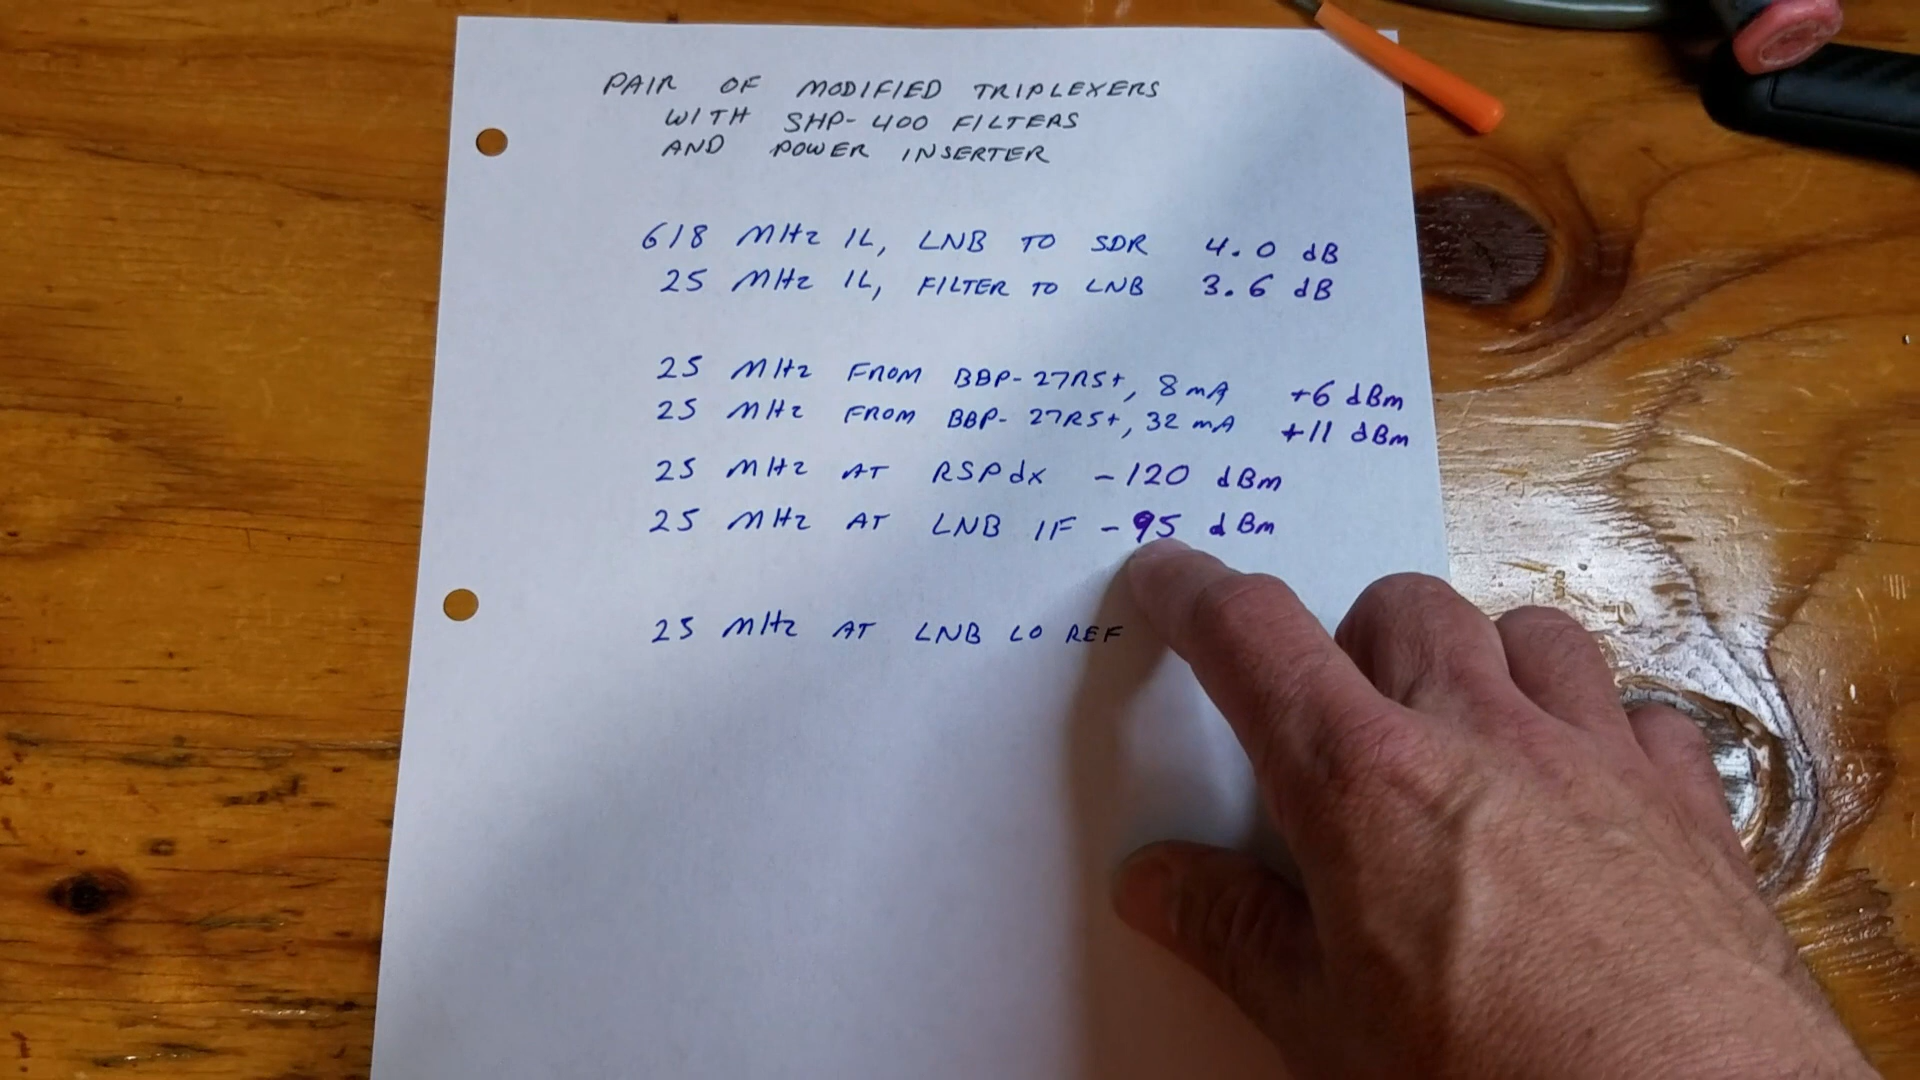 PAIR OF MODIFIED TRIPLEXERS
WITH SHP-400 FILTERS
AND POWER INSERTER
618 MHz IL, LNB TO SDR 4.0 dB
25 MHz IL, FILTER TO LNB 3.6 dB
25 MHz FROM BBP-27RS+, 8 mA +6 dBm
25 MHz FROM BBP-27RS+, 32 mA +11 dBm
25 MHz AT RSPdx -120 dBm
25 MHz AT LNB IF -95 dBm
25 MHz AT LNB LO REF